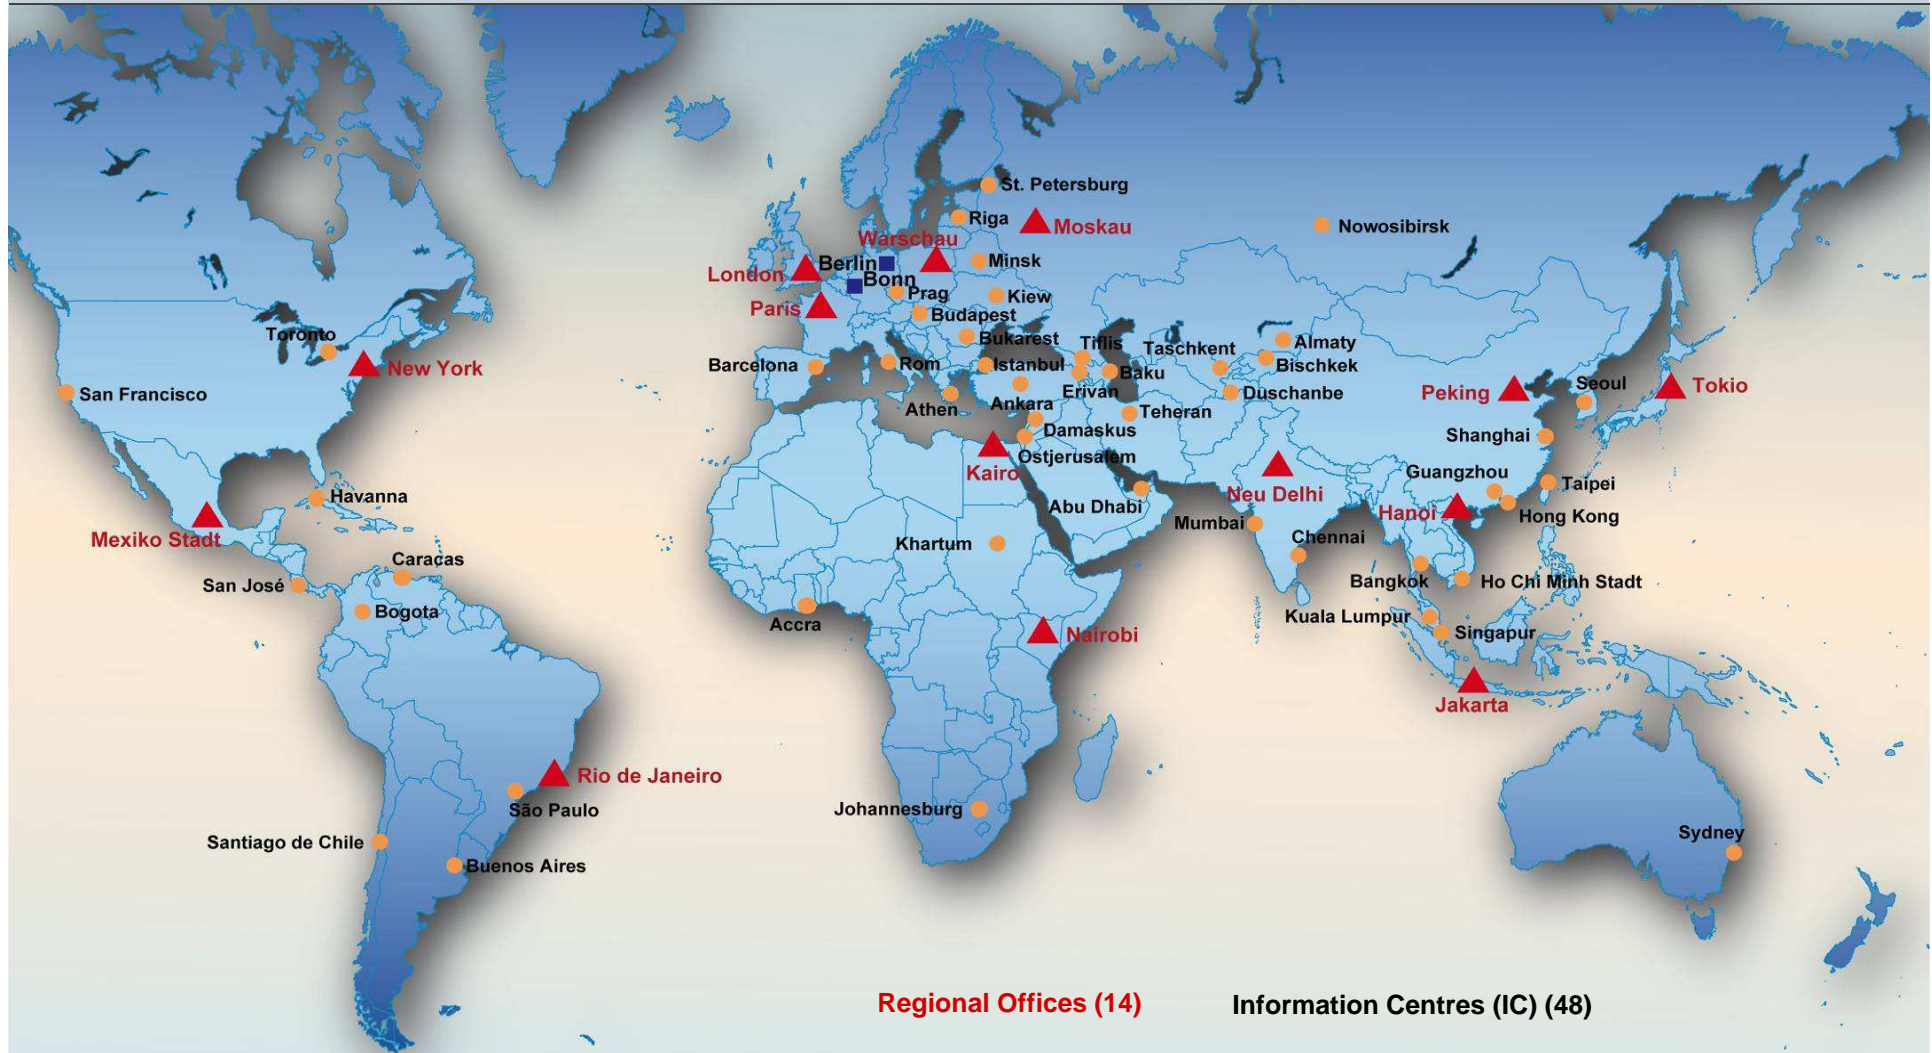 St. Petersburg
Riga
Moskau
Nowosibirsk
Warschau
London
Berlin
Minsk
Bonn
Prag
Kiew
Paris
Budapest
Toronto
Bukarest
Tiflis
Taschkent
Almaty
New York
Barcelona
Rom
Istanbul
Baku
Bischkek
San Francisco
Erivan
Duschanbe
Peking
Seoul
Tokio
Athen
Ankara
Teheran
Damaskus
Shanghai
Kairo
Ostjerusalem
Guangzhou
Taipei
Havanna
Neu Delhi
Abu Dhabi
Hanoi
Hong Kong
Mexiko Stadt
Mumbai
Khartum
Chennai
Caracas
San José
Bangkok
Ho Chi Minh Stadt
Bogota
Accra
Kuala Lumpur
Singapur
Nairobi
Jakarta
Rio de Janeiro
São Paulo
Johannesburg
Santiago de Chile
Sydney
Buenos Aires
Regional Offices (14)
Information Centres (IC) (48)